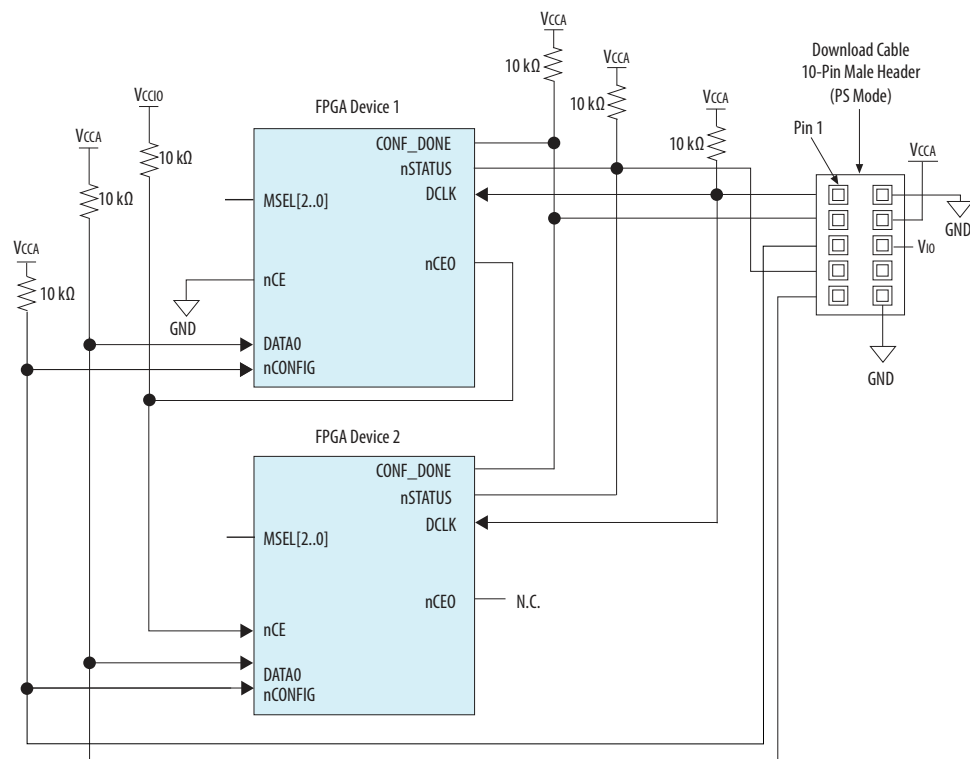 VCCA
10 kΩ
VCCA
10 kΩ
VCCA
10 kΩ
Download Cable
10-Pin Male Header
(PS Mode)
Pin 1
VCCA
GND
VIO
GND
VCCIO
10 kΩ
VCCA
10 kΩ
VCCA
10 kΩ
FPGA Device 1
CONF_DONE
nSTATUS
MSEL[2..0]
DCLK
nCE
nCEO
GND
DATA0
nCONFIG
FPGA Device 2
CONF_DONE
nSTATUS
DCLK
MSEL[2..0]
nCEO
N.C.
nCE
DATA0
nCONFIG